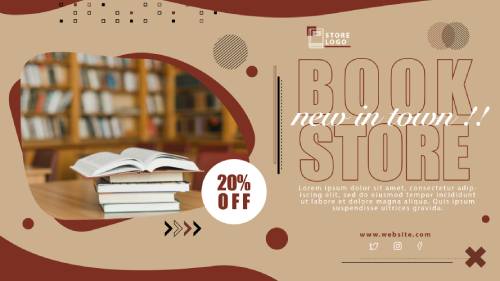 STORE
LOGO
BOOK
new in town !!
STORE
20%
OFF
Lorem ipsum dolor sit amet, consectetur adip-
iscing elit, sed do eiusmod tempor incididunt
ut labore et dolore magna aliqua. Quis ipsum
suspendisse ultrices gravida.
www.website.com